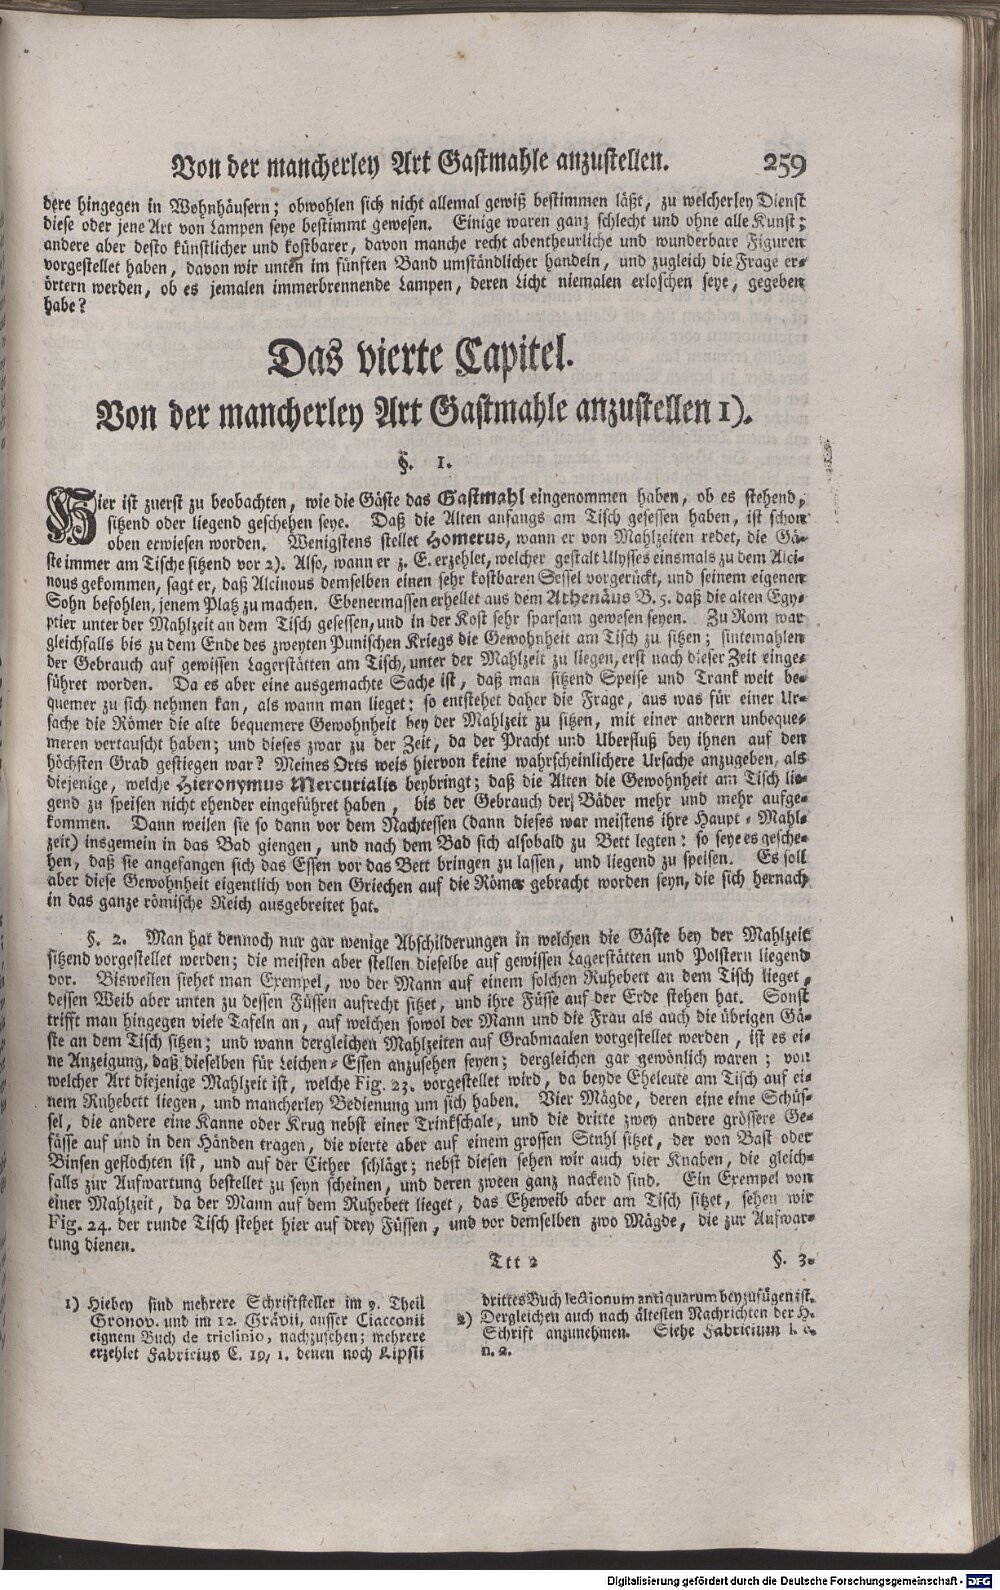 Von der mancherley Art Gastmahle anzustellen. 259
dere hingegen in Wohnhäusern; obwohlen sich nicht allemal gewiß bestimmen läßt, zu welcherley Dienst
diese oder jene Art von Lampen seye bestimmt gewesen. Einige waren ganz schlecht und ohne alle Kunst;
andere aber desto künstlicher und kostbarer, davon manche recht abentheurliche und wunderbare Figuren
vorgestellet haben, davon wir unten im fünften Band umständlicher handeln, und zugleich die Frage er-
örtern werden, ob es jemalen immerbrennende Lampen, deren Licht niemalen erloschen seye, gegeben
habe?
Das vierte Capitel.
Von der mancherley Art Gastmahle anzustellen 1).
§. 1.
Hier ist zuerst zu beobachten, wie die Gäste das Gastmahl eingenommen haben, ob es stehend,
sitzend oder liegend geschehen seye. Daß die Alten anfangs am Tisch gesessen haben, ist schon
oben erwiesen worden. Wenigstens stellet Homerus, wann er von Mahlzeiten redet, die Gä-
ste immer am Tische sitzend vor 2). Also, wann er z. E. erzehlet, welcher gestalt Ulysses einsmals zu dem Alci-
nous gekommen, sagt er, daß Alcinous demselben einen sehr kostbaren Sessel vorgerückt, und seinem eigenen
Sohn befohlen, jenem Platz zu machen. Ebenermassen erhellet aus dem Athenäus B. 5. daß die alten Egy-
ptier unter der Mahlzeit an dem Tisch gesessen, und in der Kost sehr sparsam gewesen seyen. Zu Rom war
gleichfalls bis zu dem Ende des zweyten Punischen Kriegs die Gewohnheit am Tisch zu sitzen; sintemahlen
der Gebrauch auf gewissen Lagerstätten am Tisch, unter der Mahlzeit zu liegen, erst nach dieser Zeit einge-
führet worden. Da es aber eine ausgemachte Sache ist, daß man sitzend Speise und Trank weit be-
quemer zu sich nehmen kan, als wann man lieget: so entstehet daher die Frage, aus was für einer Ur-
sache die Römer die alte bequemere Gewohnheit bey der Mahlzeit zu sitzen, mit einer andern unbeque-
meren vertauscht haben; und dieses zwar zu der Zeit, da der Pracht und Uberfluß bey ihnen auf den
höchsten Grad gestiegen war? Meines Orts weis hiervon keine wahrscheinlichere Ursache anzugeben, als
diejenige, welche Hieronymus Mercurialis beybringt; daß die Alten die Gewohnheit am Tisch lie-
gend zu speisen nicht ehender eingeführet haben, bis der Gebrauch der Bäder mehr und mehr aufge-
kommen. Dann weilen sie so dann vor dem Nachtessen (dann dieses war meistens ihre Haupt-Mahl-
zeit) insgemein in das Bad giengen, und nach dem Bad sich alsobald zu Bett legten: so seye es gesche-
hen, daß sie angefangen sich das Essen vor das Bett bringen zu lassen, und liegend zu speisen. Es soll
aber diese Gewohnheit eigentlich von den Griechen auf die Römer gebracht worden seyn, die sich hernach
in das ganze römische Reich ausgebreitet hat.
§. 2. Man hat dennoch nur gar wenige Abschilderungen in welchen die Gäste bey der Mahlzeit
sitzend vorgestellet werden; die meisten aber stellen dieselbe auf gewissen Lagerstätten und Polstern liegend
vor. Bisweilen siehet man Exempel, wo der Mann auf einem solchen Ruhebett an dem Tisch lieget,
dessen Weib aber unten zu dessen Füssen aufrecht sitzet, und ihre Füsse auf der Erde stehen hat. Sonst
trifft man hingegen viele Tafeln an, auf welchen sowol der Mann und die Frau als auch die übrigen Gä-
ste an dem Tisch sitzen; und wann dergleichen Mahlzeiten auf Grabmaalen vorgestellet werden, ist es ei-
ne Anzeigung, daß dieselben für Leichen-Essen anzusehen seyen; dergleichen gar gewönlich waren; von
welcher Art diejenige Mahlzeit ist, welche Fig. 23. vorgestellet wird, da beyde Eheleute am Tisch auf ei-
nem Ruhebett liegen, und mancherley Bedienung um sich haben. Vier Mägde, deren eine eine Schüs-
sel, die andere eine Kanne oder Krug nebst einer Trinkschale, und die dritte zwey andere grössere Ge-
fässe auf und in den Händen tragen, die vierte aber auf einem grossen Stuhl sitzet, der von Bast oder
Binsen geflochten ist, und auf der Cither schlägt; nebst diesen sehen wir auch vier Knaben, die gleich-
falls zur Aufwartung bestellet zu seyn scheinen, und deren zween ganz nackend sind. Ein Exempel von
einer Mahlzeit, da der Mann auf dem Ruhebett lieget, das Eheweib aber am Tisch sitzet, sehen wir
Fig. 24. der runde Tisch stehet hier auf drey Füssen, und vor demselben zwo Mägde, die zur Aufwar-
tung dienen.
Ttt 2 §. 3.
1) Hiebey sind mehrere Schriftsteller im 9. Theil
Gronov. und im 12. Grävii, ausser Ciacconii
eignem Buch de triclinio, nachzusehen; mehrere
erzehlet Fabricius C. 19, 1. denen noch Lipsii
drittes Buch lectionum antiquarum beyzufügen ist.
2) Dergleichen auch nach ältesten Nachrichten der H.
Schrift anzunehmen. Siehe Fabricium l. c.
n. 2.
Digitalisierung gefördert durch die Deutsche Forschungsgemeinschaft - DFG